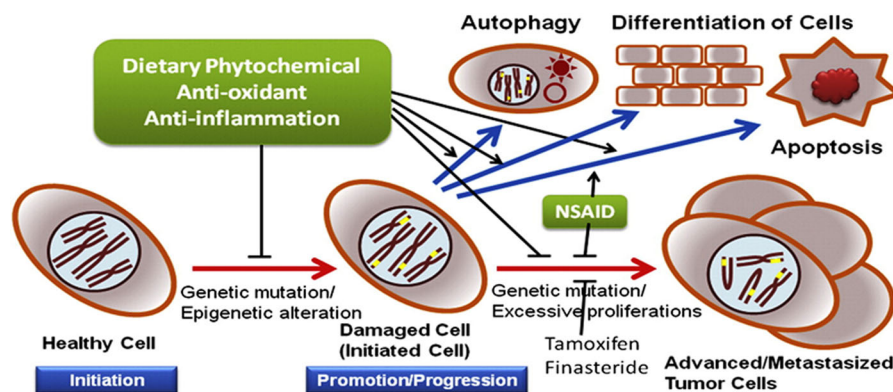 Autophagy
Differentiation of Cells
Dietary Phytochemical
Anti-oxidant
Anti-inflammation
Apoptosis
NSAID
Genetic mutation/
Epigenetic alteration
Genetic mutation/
Excessive proliferations
Healthy Cell
Damaged Cell
(Initiated Cell)
Tamoxifen
Finasteride
Advanced/Metastasized
Tumor Cells
Initiation
Promotion/Progression